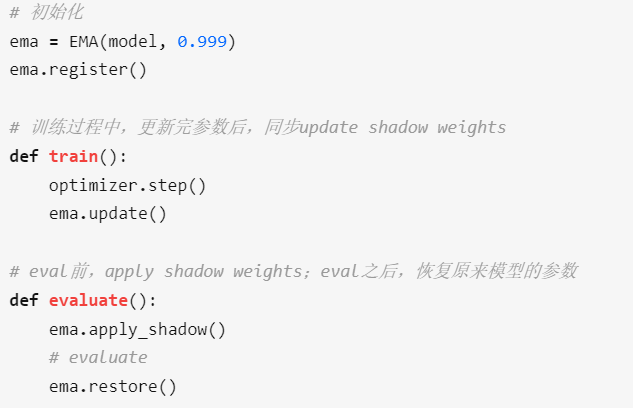 # 初始化
ema = EMA(model, 0.999)
ema.register()
# 训练过程中，更新完参数后，同步update shadow weights
def train():
    optimizer.step()
    ema.update()
# eval前，apply shadow weights；eval之后，恢复原来模型的参数
def evaluate():
    ema.apply_shadow()
    # evaluate
    ema.restore()